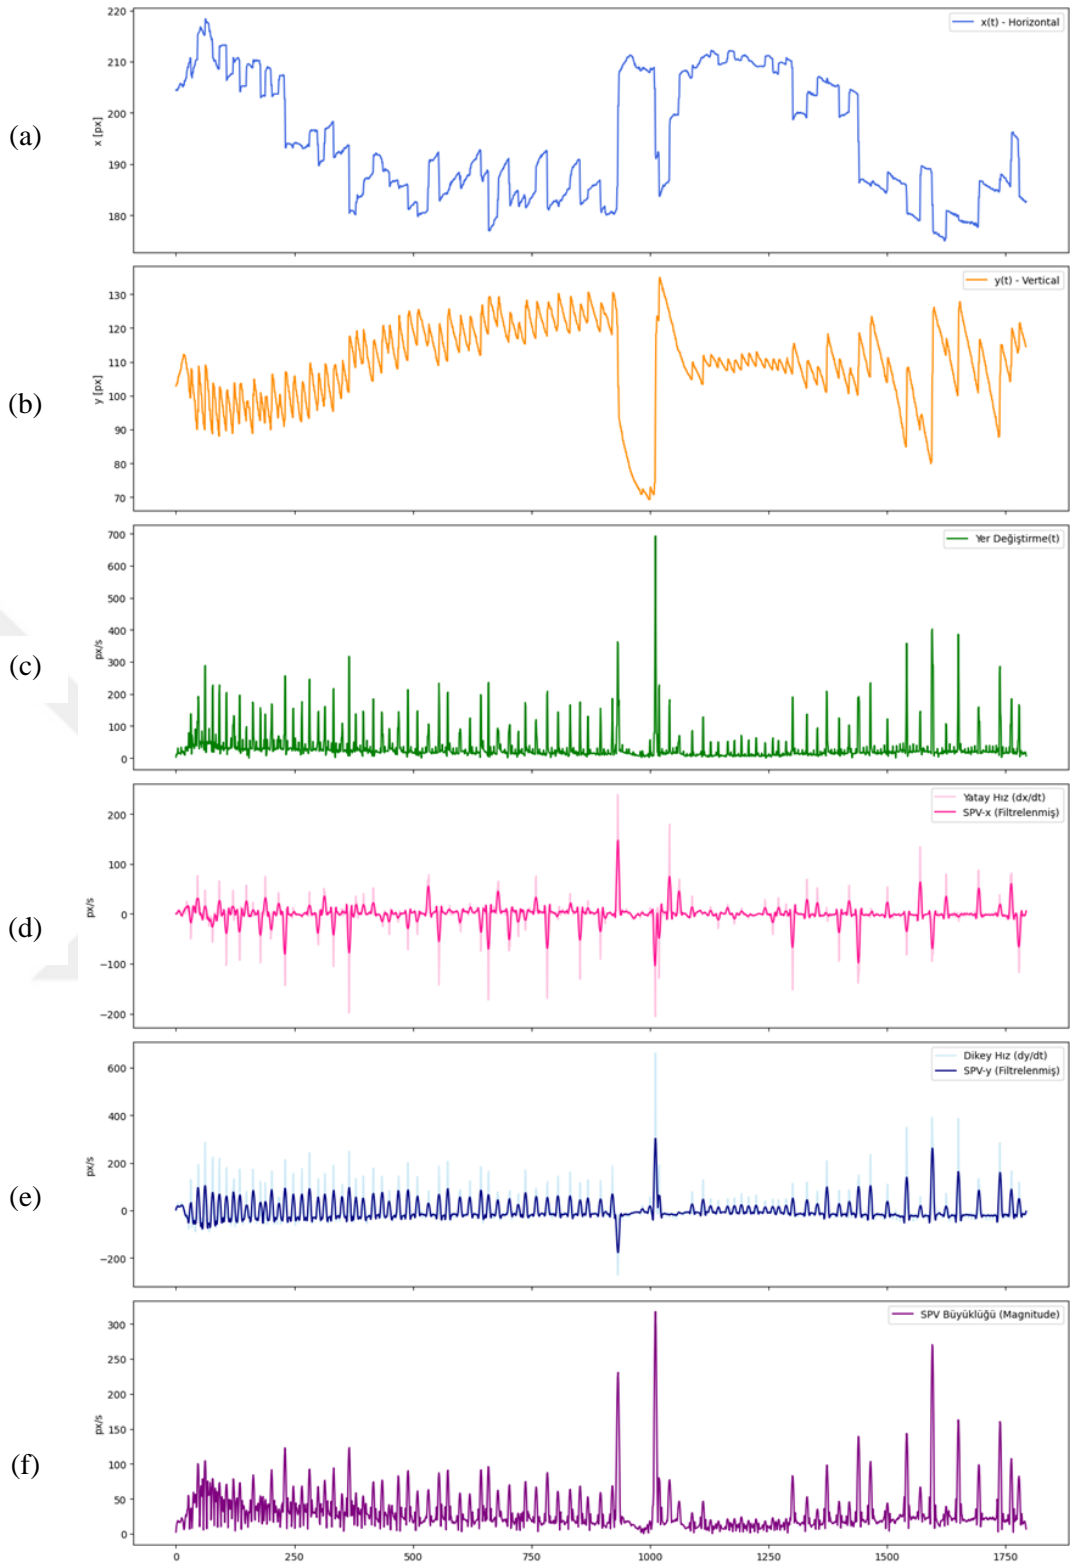 (a)
x [px]
220
210
200
190
180
x(t) - Horizontal
(b)
y [px]
130
120
110
100
90
80
70
y(t) - Vertical
(c)
px/s
700
600
500
400
300
200
100
0
Yer Değiştirme(t)
(d)
px/s
200
100
0
−100
−200
Yatay Hız (dx/dt)
SPV-x (Filtrelenmiş)
(e)
px/s
600
400
200
0
−200
Dikey Hız (dy/dt)
SPV-y (Filtrelenmiş)
(f)
px/s
300
250
200
150
100
50
0
SPV Büyüklüğü (Magnitude)
0 250 500 750 1000 1250 1500 1750